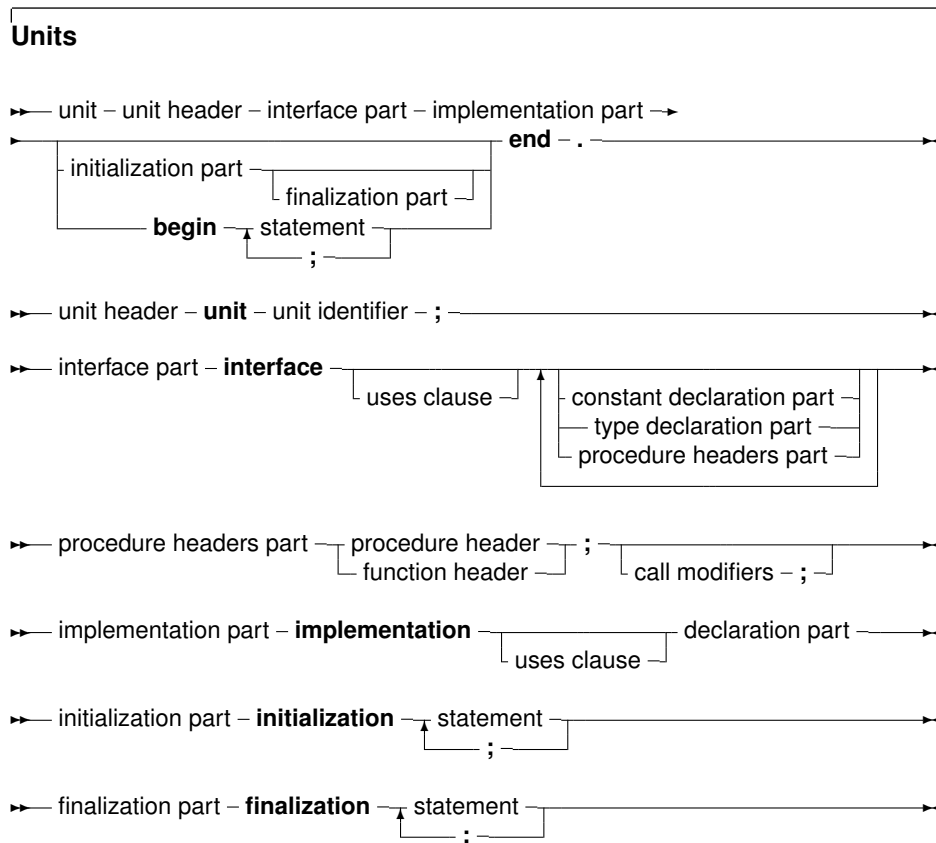 Units
unit – unit header – interface part – implementation part
end – .
initialization part
finalization part
begin – statement
;
unit header – unit – unit identifier – ;
interface part – interface
uses clause
constant declaration part
type declaration part
procedure headers part
procedure headers part – procedure header – ;
function header
call modifiers – ;
implementation part – implementation – declaration part
uses clause
initialization part – initialization – statement
;
finalization part – finalization – statement
;